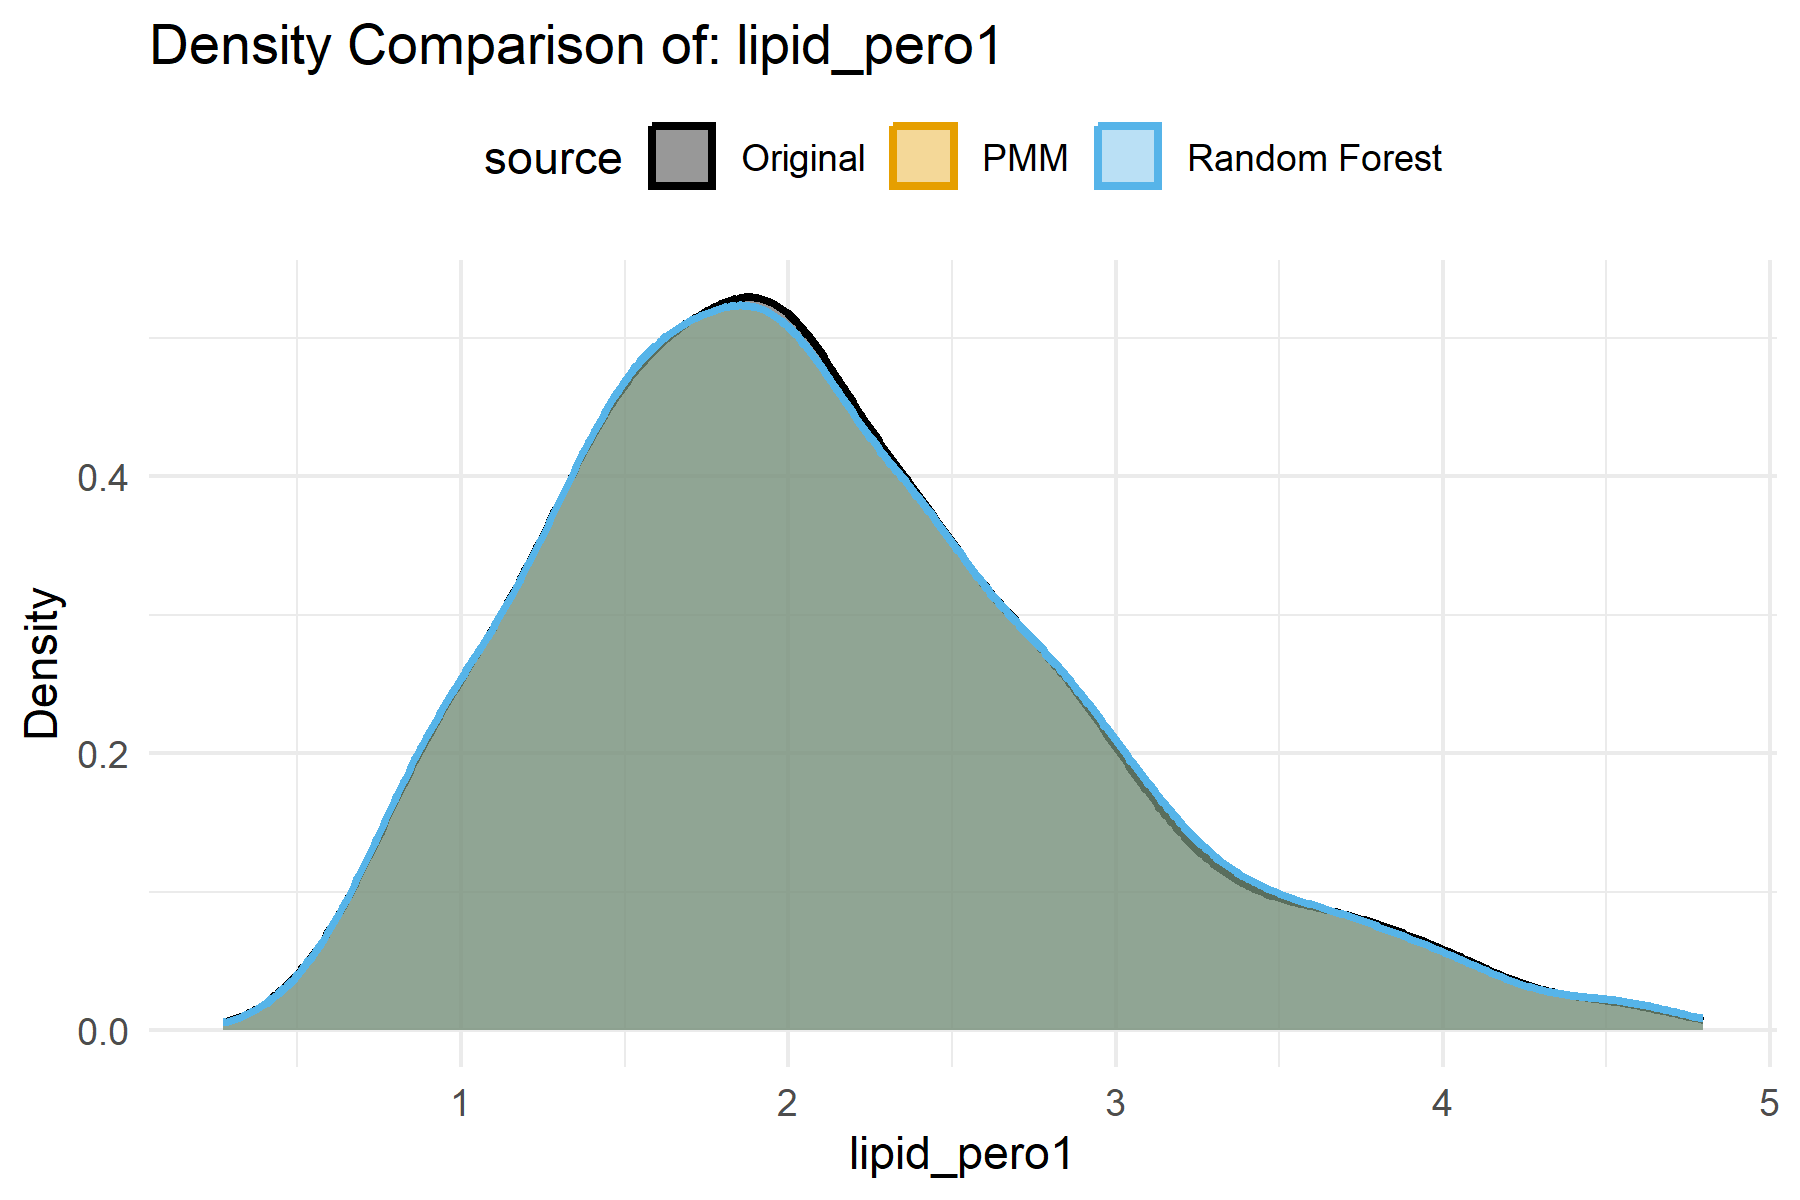 Density Comparison of: lipid_pero1
source Original PMM Random Forest
Density
0.4
0.2
0.0
1 2 3 4 5
lipid_pero1